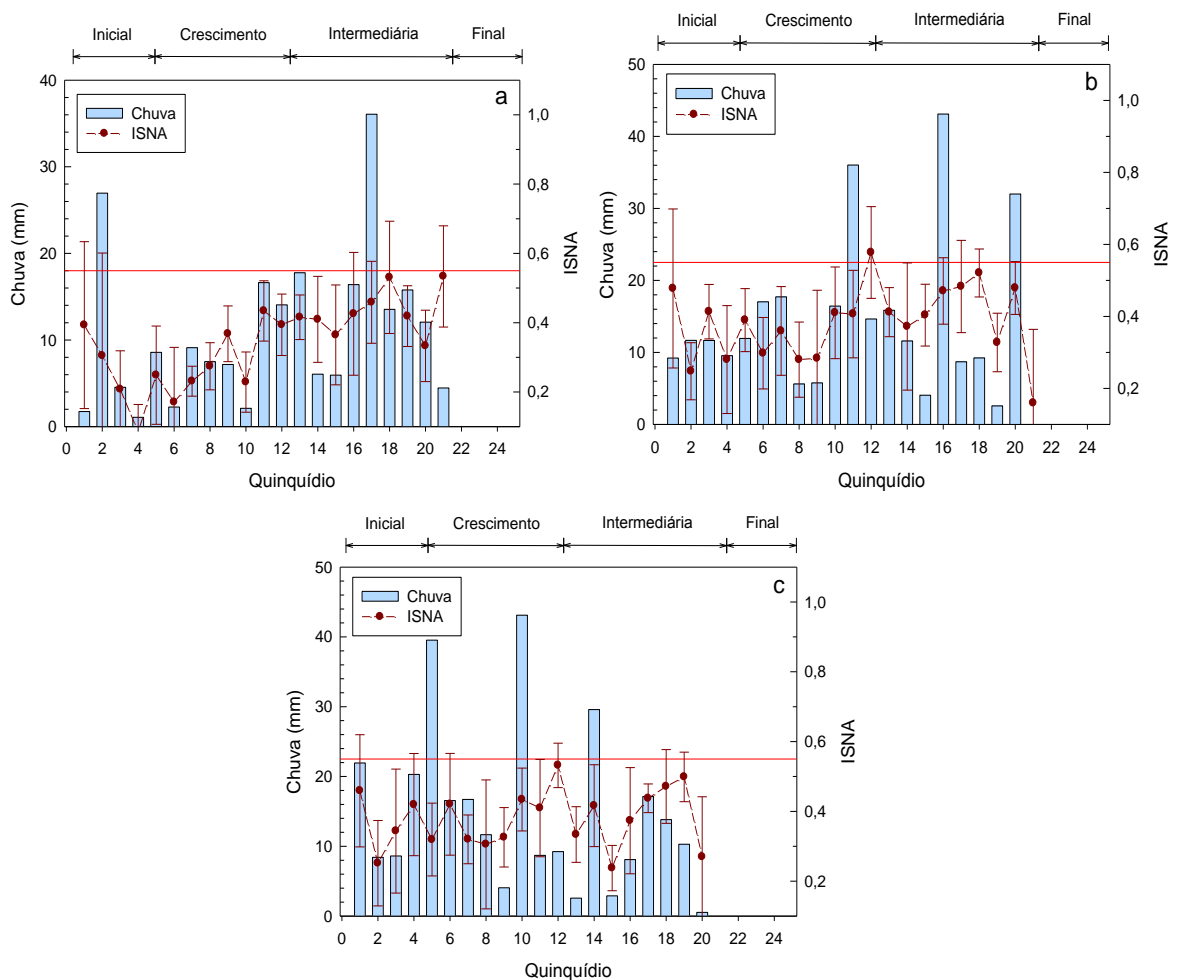 Inicial Crescimento Intermediária Final
a
Chuva
ISNA
40
30
20
10
0
1,0
0,8
0,6
0,4
0,2
Chuva (mm)
ISNA
0 2 4 6 8 10 12 14 16 18 20 22 24
Quinquídio
Inicial Crescimento Intermediária Final
b
Chuva
ISNA
50
40
30
20
10
0
1,0
0,8
0,6
0,4
0,2
Chuva (mm)
ISNA
0 2 4 6 8 10 12 14 16 18 20 22 24
Quinquídio
Inicial Crescimento Intermediária Final
c
Chuva
ISNA
50
40
30
20
10
0
1,0
0,8
0,6
0,4
0,2
Chuva (mm)
ISNA
0 2 4 6 8 10 12 14 16 18 20 22 24
Quinquídio